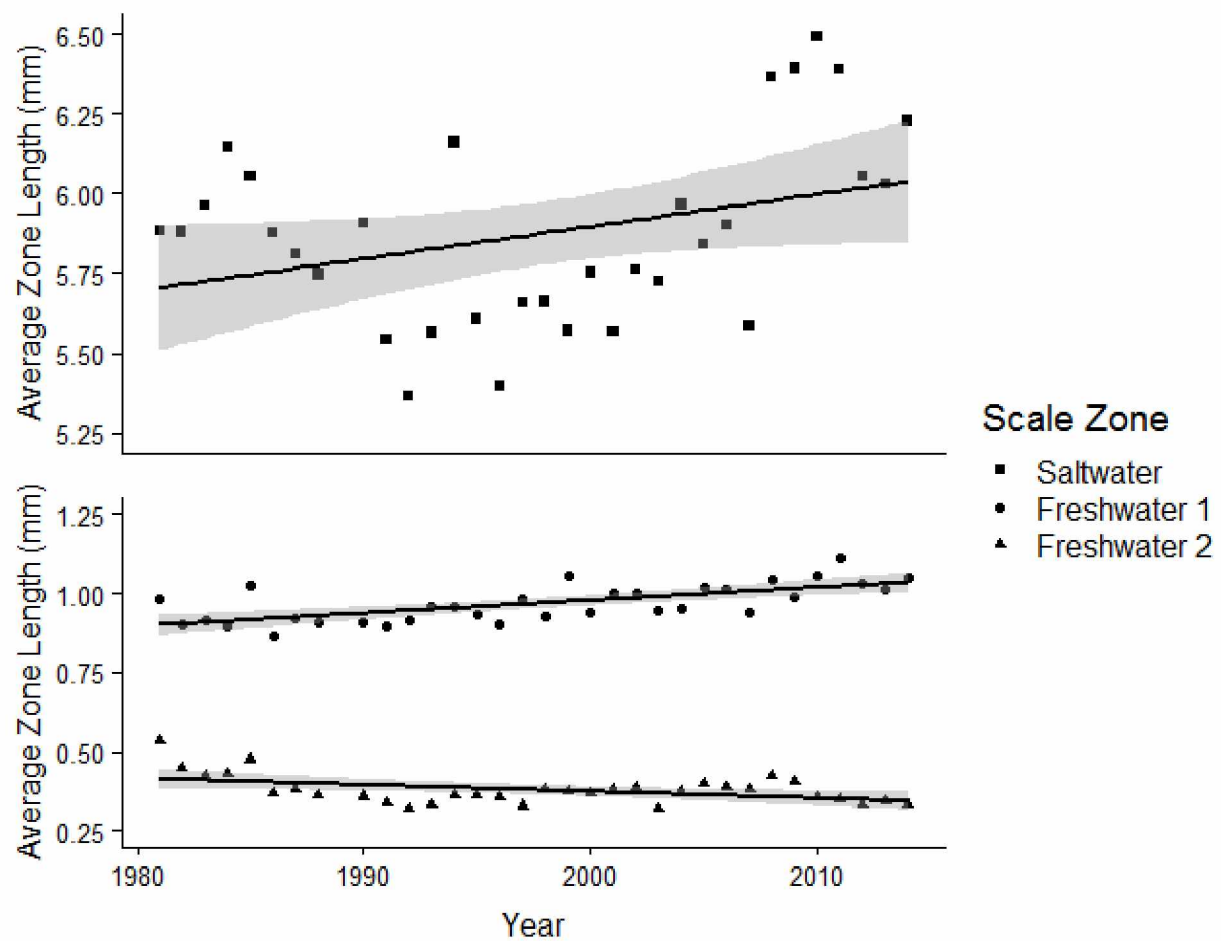 Average Zone Length (mm)
6.50
6.25
6.00
5.75
5.50
5.25
Average Zone Length (mm)
1.25
1.00
0.75
0.50
0.25
1980 1990 2000 2010
Year
Scale Zone
Saltwater
Freshwater 1
Freshwater 2